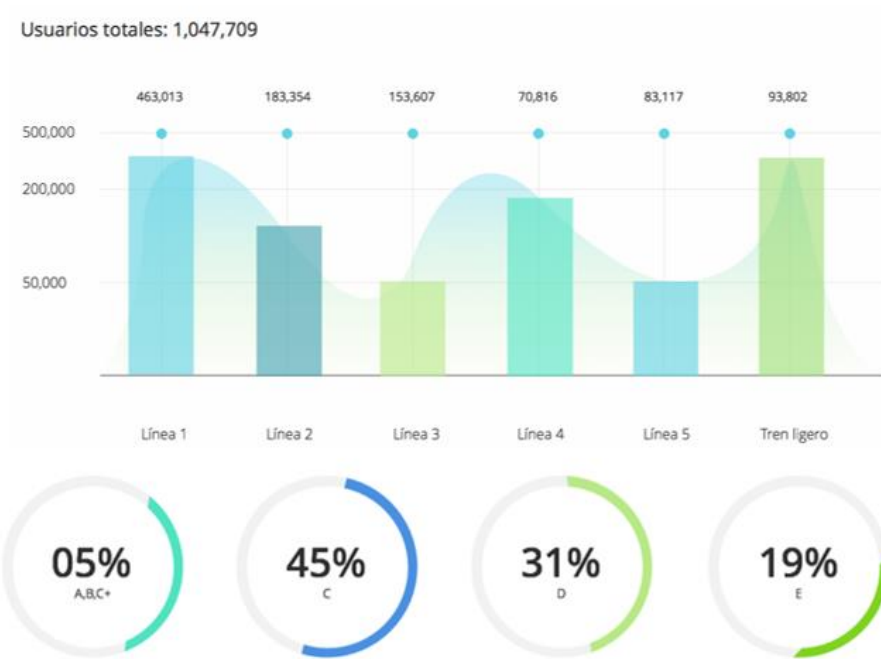 Usuarios totales: 1,047,709
463,013 183,354 153,607 70,816 83,117 93,802
500,000
200,000
50,000
Línea 1 Línea 2 Línea 3 Línea 4 Línea 5 Tren ligero
05% 45% 31% 19%
A,B,C+ C D E